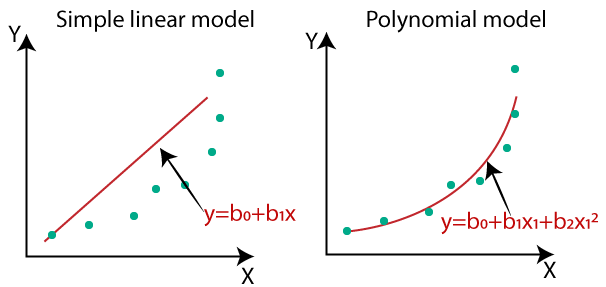 Simple linear model
Y
y=b₀+b₁x
X
Polynomial model
Y
y=b₀+b₁x₁+b₂x₁²
X